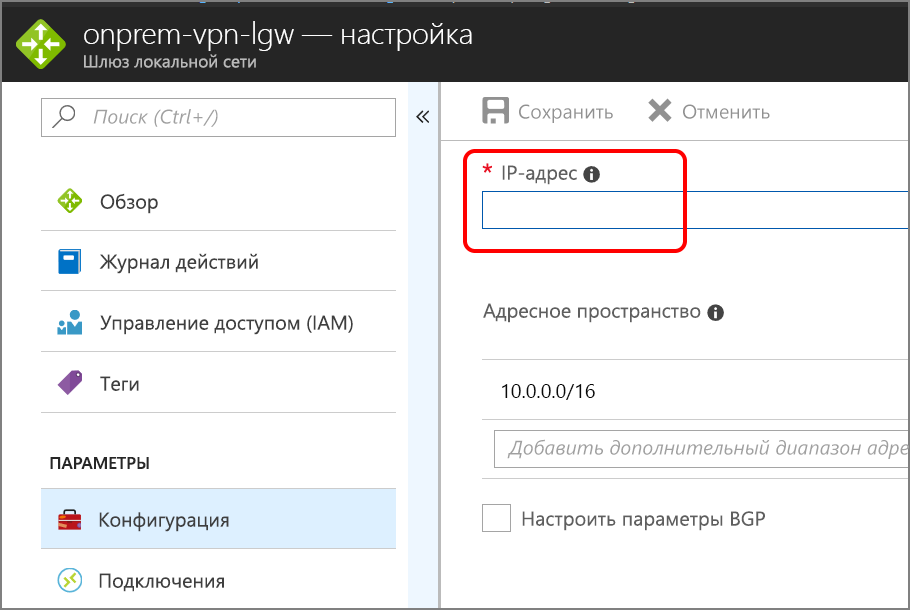 onprem-vpn-lgw — настройка
Шлюз локальной сети
Поиск (Ctrl+/)
«
Обзор
Журнал действий
Управление доступом (IAM)
Теги
ПАРАМЕТРЫ
Конфигурация
Подключения
Сохранить
Отменить
* IP-адрес
Адресное пространство
10.0.0.0/16
Добавить дополнительный диапазон адре
Настроить параметры BGP